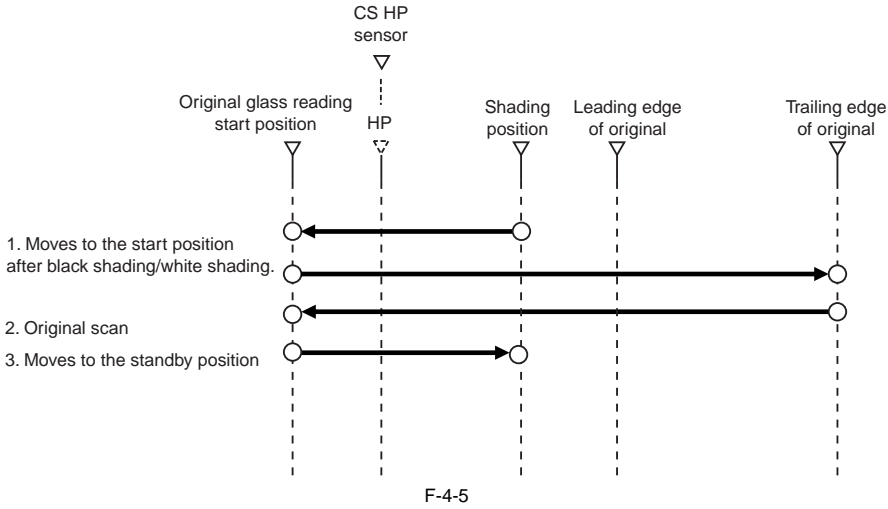 CS HP
sensor
Original glass reading
start position
HP
Shading
position
Leading edge
of original
Trailing edge
of original
1. Moves to the start position
after black shading/white shading.
2. Original scan
3. Moves to the standby position
F-4-5